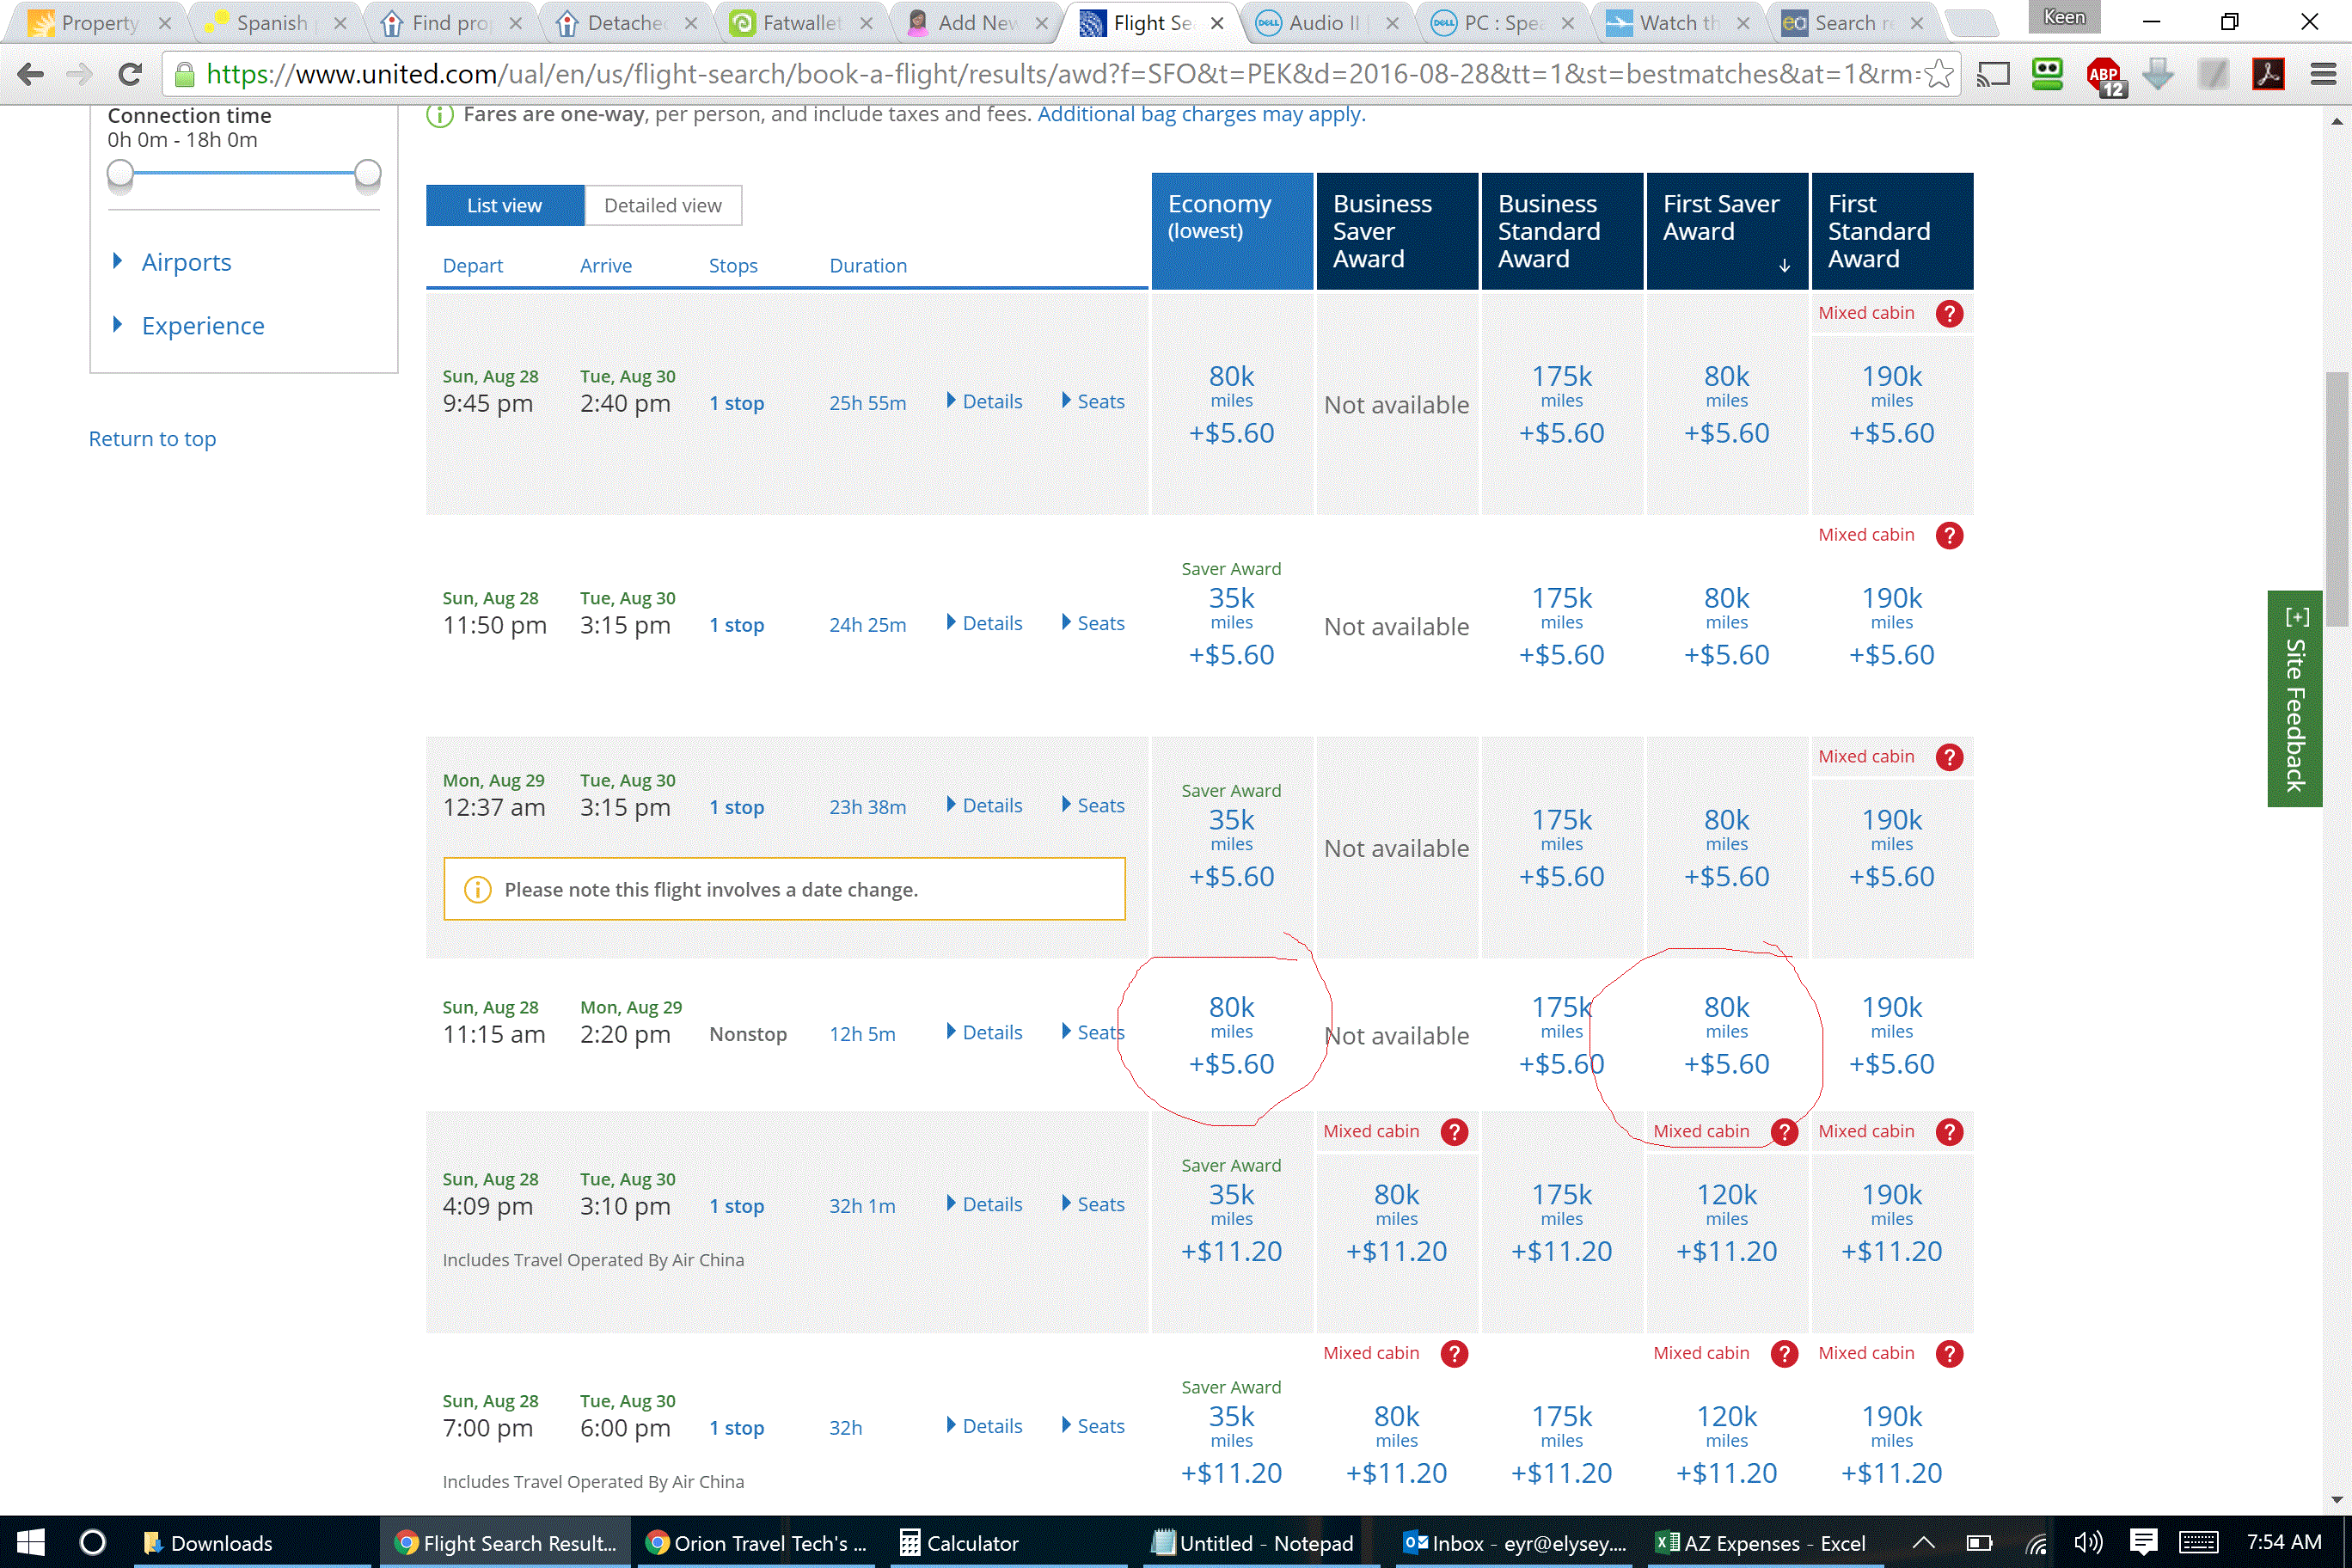 Property
Spanish
Find pro
Detached
Fatwallet
Add New
Flight Se
Audio II
PC : Spea
Watch th
Search re
Keen
https://www.united.com/ual/en/us/flight-search/book-a-flight/results/awd?f=SFO&t=PEK&d=2016-08-28&tt=1&st=bestmatches&at=1&rm=
ABP
12
Connection time
0h 0m - 18h 0m
Airports
Experience
Return to top
Fares are one-way, per person, and include taxes and fees. Additional bag charges may apply.
List view
Detailed view
Depart Arrive Stops Duration
Economy
(lowest)
Business
Saver
Award
Business
Standard
Award
First Saver
Award
First
Standard
Award
Mixed cabin ?
Sun, Aug 28 Tue, Aug 30
9:45 pm 2:40 pm 1 stop 25h 55m Details Seats
80k
miles
+$5.60
Not available
175k
miles
+$5.60
80k
miles
+$5.60
190k
miles
+$5.60
Mixed cabin ?
Sun, Aug 28 Tue, Aug 30
11:50 pm 3:15 pm 1 stop 24h 25m Details Seats
Saver Award
35k
miles
+$5.60
Not available
175k
miles
+$5.60
80k
miles
+$5.60
190k
miles
+$5.60
Mixed cabin ?
Mon, Aug 29 Tue, Aug 30
12:37 am 3:15 pm 1 stop 23h 38m Details Seats
Please note this flight involves a date change.
Saver Award
35k
miles
+$5.60
Not available
175k
miles
+$5.60
80k
miles
+$5.60
190k
miles
+$5.60
Sun, Aug 28 Mon, Aug 29
11:15 am 2:20 pm Nonstop 12h 5m Details Seats
80k
miles
+$5.60
Not available
175k
miles
+$5.60
80k
miles
+$5.60
190k
miles
+$5.60
Mixed cabin ?
Mixed cabin ?
Mixed cabin ?
Sun, Aug 28 Tue, Aug 30
4:09 pm 3:10 pm 1 stop 32h 1m Details Seats
Includes Travel Operated By Air China
Saver Award
35k
miles
+$11.20
80k
miles
+$11.20
175k
miles
+$11.20
120k
miles
+$11.20
190k
miles
+$11.20
Mixed cabin ?
Mixed cabin ?
Mixed cabin ?
Sun, Aug 28 Tue, Aug 30
7:00 pm 6:00 pm 1 stop 32h Details Seats
Includes Travel Operated By Air China
Saver Award
35k
miles
+$11.20
80k
miles
+$11.20
175k
miles
+$11.20
120k
miles
+$11.20
190k
miles
+$11.20
[+] Site Feedback
Downloads
Flight Search Result...
Orion Travel Tech's ...
Calculator
Untitled - Notepad
Inbox - eyr@elysey....
AZ Expenses - Excel
7:54 AM